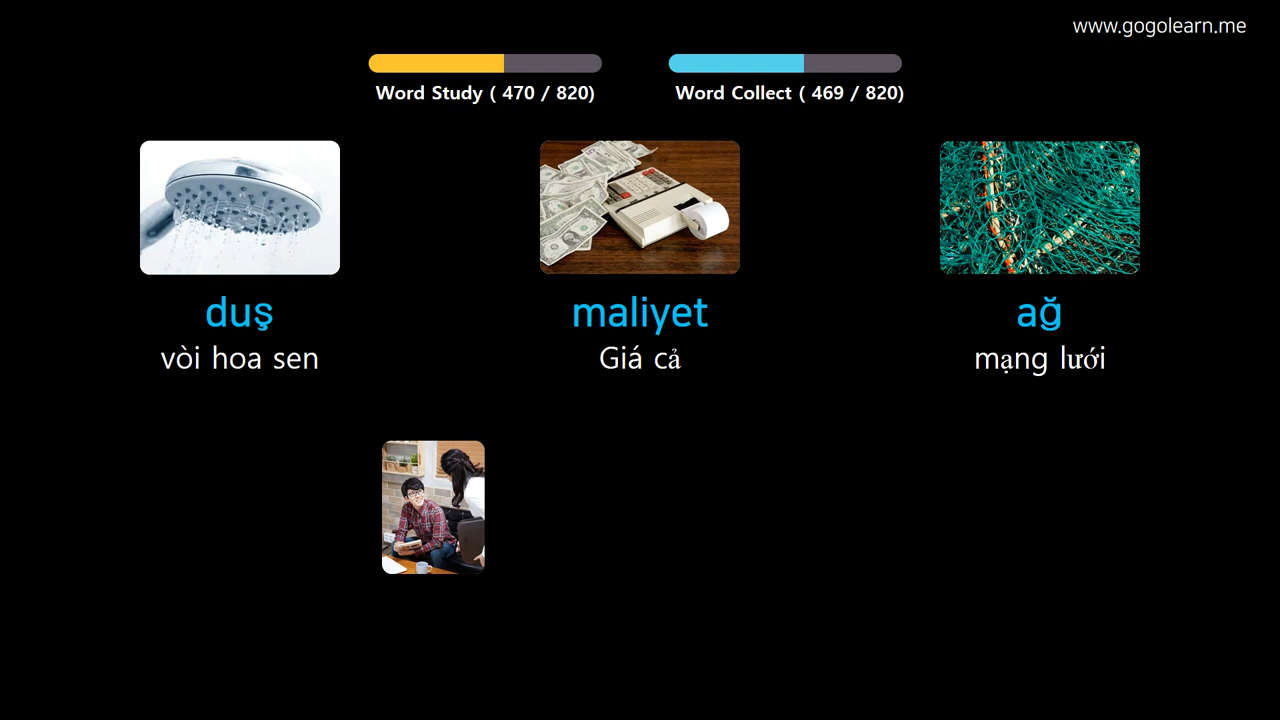 www.gogolearn.me
Word Study ( 470 / 820)
Word Collect ( 469 / 820)
duş
maliyet
ağ
vòi hoa sen
Giá cả
mạng lưới